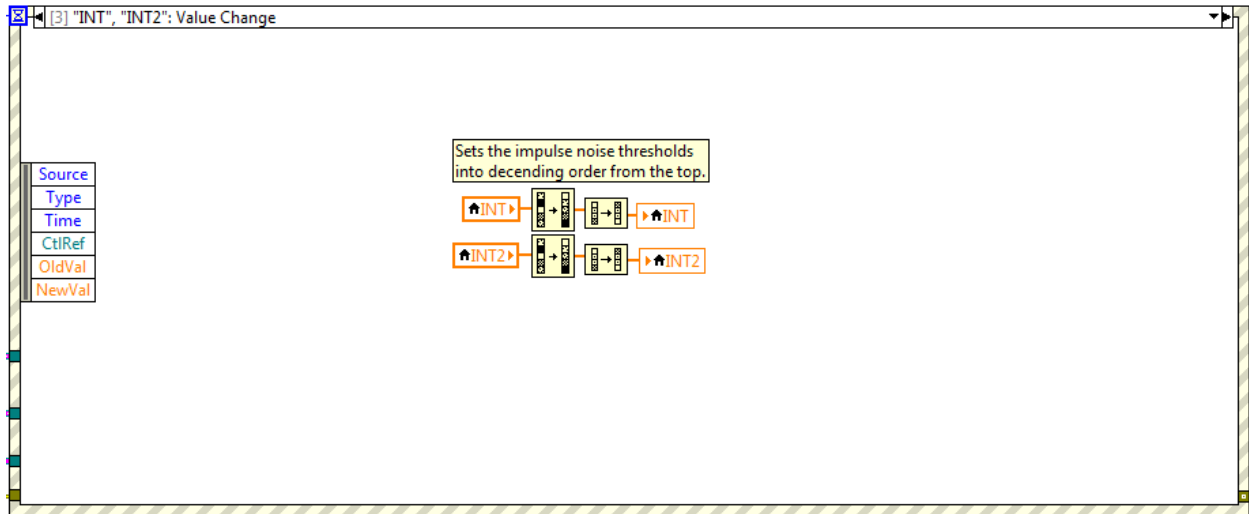 [3] "INT", "INT2": Value Change
Sets the impulse noise thresholds
into decending order from the top.
Source
Type
Time
CtlRef
OldVal
NewVal
INT
INT
INT2
INT2